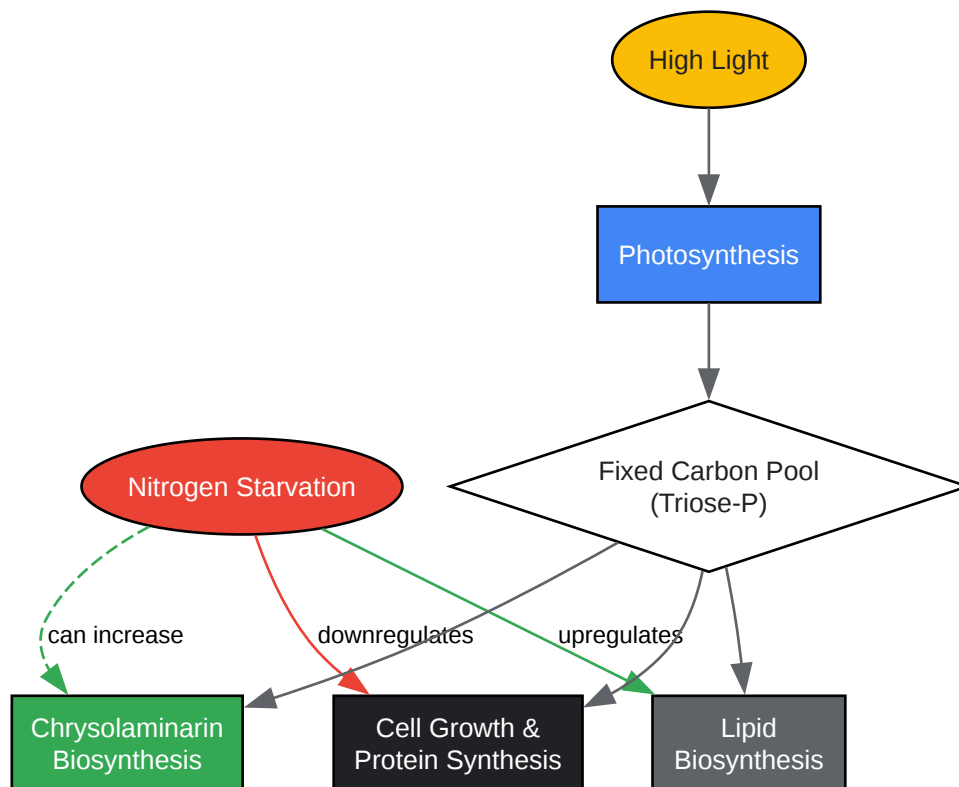 High Light
Photosynthesis
Fixed Carbon Pool
(Triose-P)
Nitrogen Starvation
can increase
downregulates
upregulates
Chrysolaminarin
Biosynthesis
Cell Growth &
Protein Synthesis
Lipid
Biosynthesis